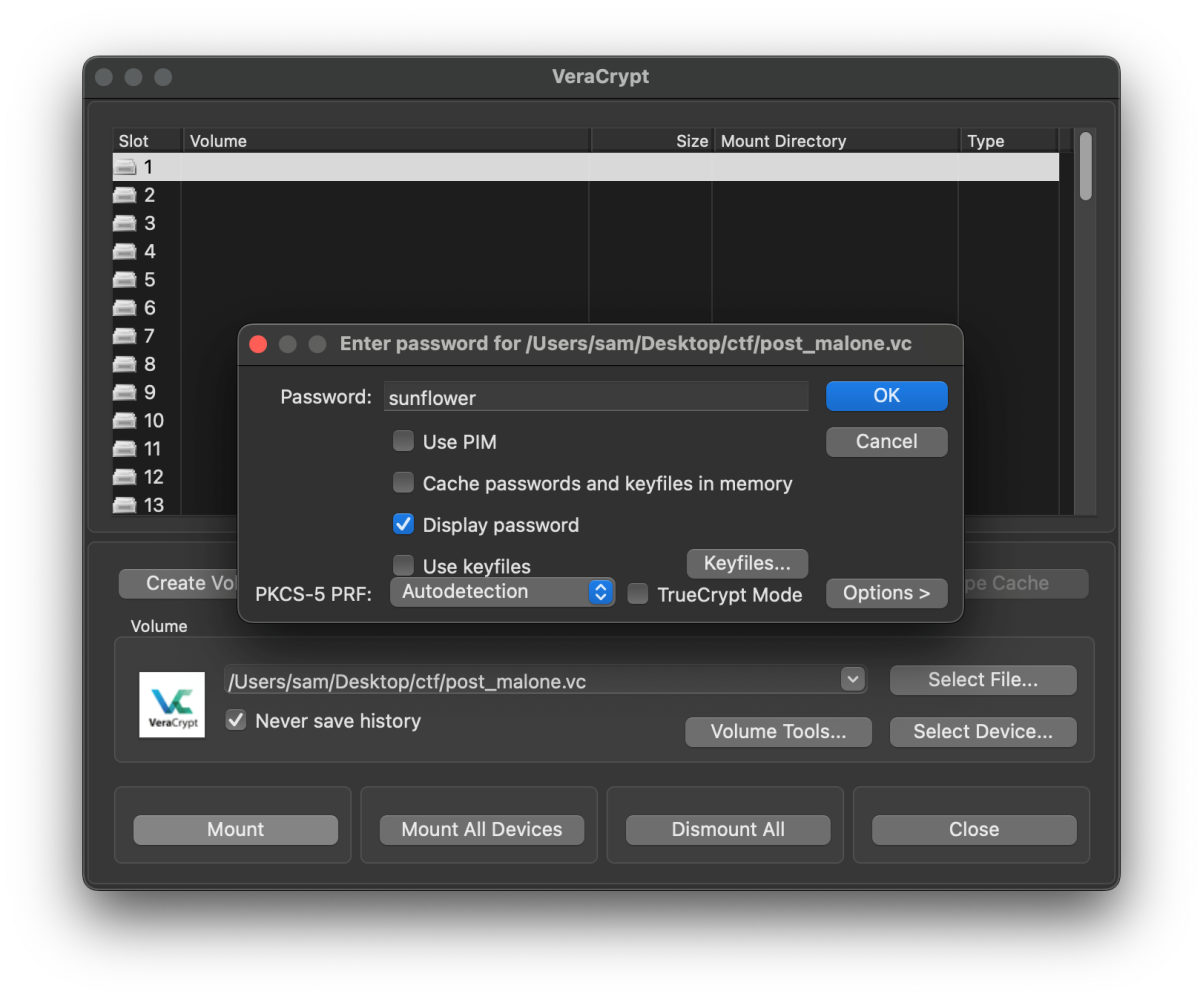 VeraCrypt
Slot Volume Size Mount Directory Type
1
2
3
4
5
6
7
8
9
10
11
12
13
Enter password for /Users/sam/Desktop/ctf/post_malone.vc
Password: sunflower OK
Use PIM Cancel
Cache passwords and keyfiles in memory
Display password
Use keyfiles Keyfiles...
PKCS-5 PRF: Autodetection TrueCrypt Mode Options >
Create Cache
Volume
VC
VeraCrypt
/Users/sam/Desktop/ctf/post_malone.vc Select File...
Never save history
Volume Tools... Select Device...
Mount Mount All Devices Dismount All Close